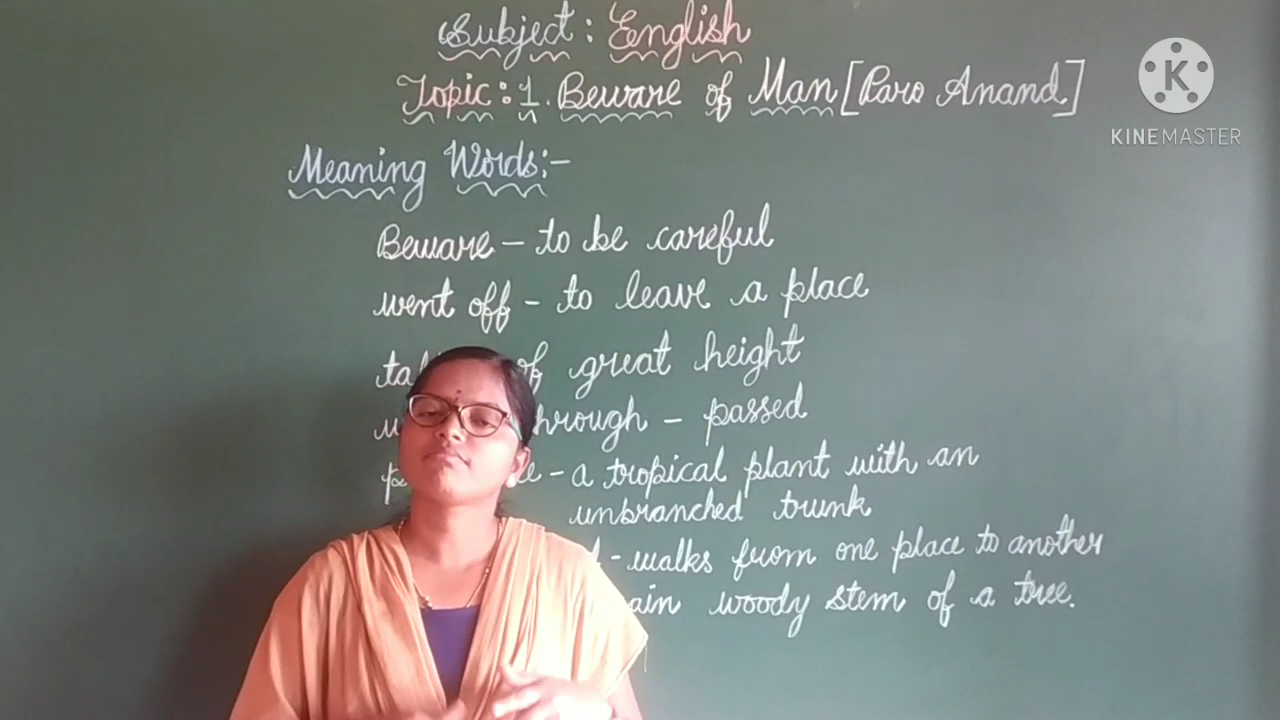 Subject: English
Topic: 1. Beware of Man [Paro Anand]
K
KINEMASTER
Meaning Words:-
Beware - to be careful
went off - to leave a place
of great height
through - passed
- a tropical plant with an
unbranched trunk
- walks from one place to another
woody stem of a tree.